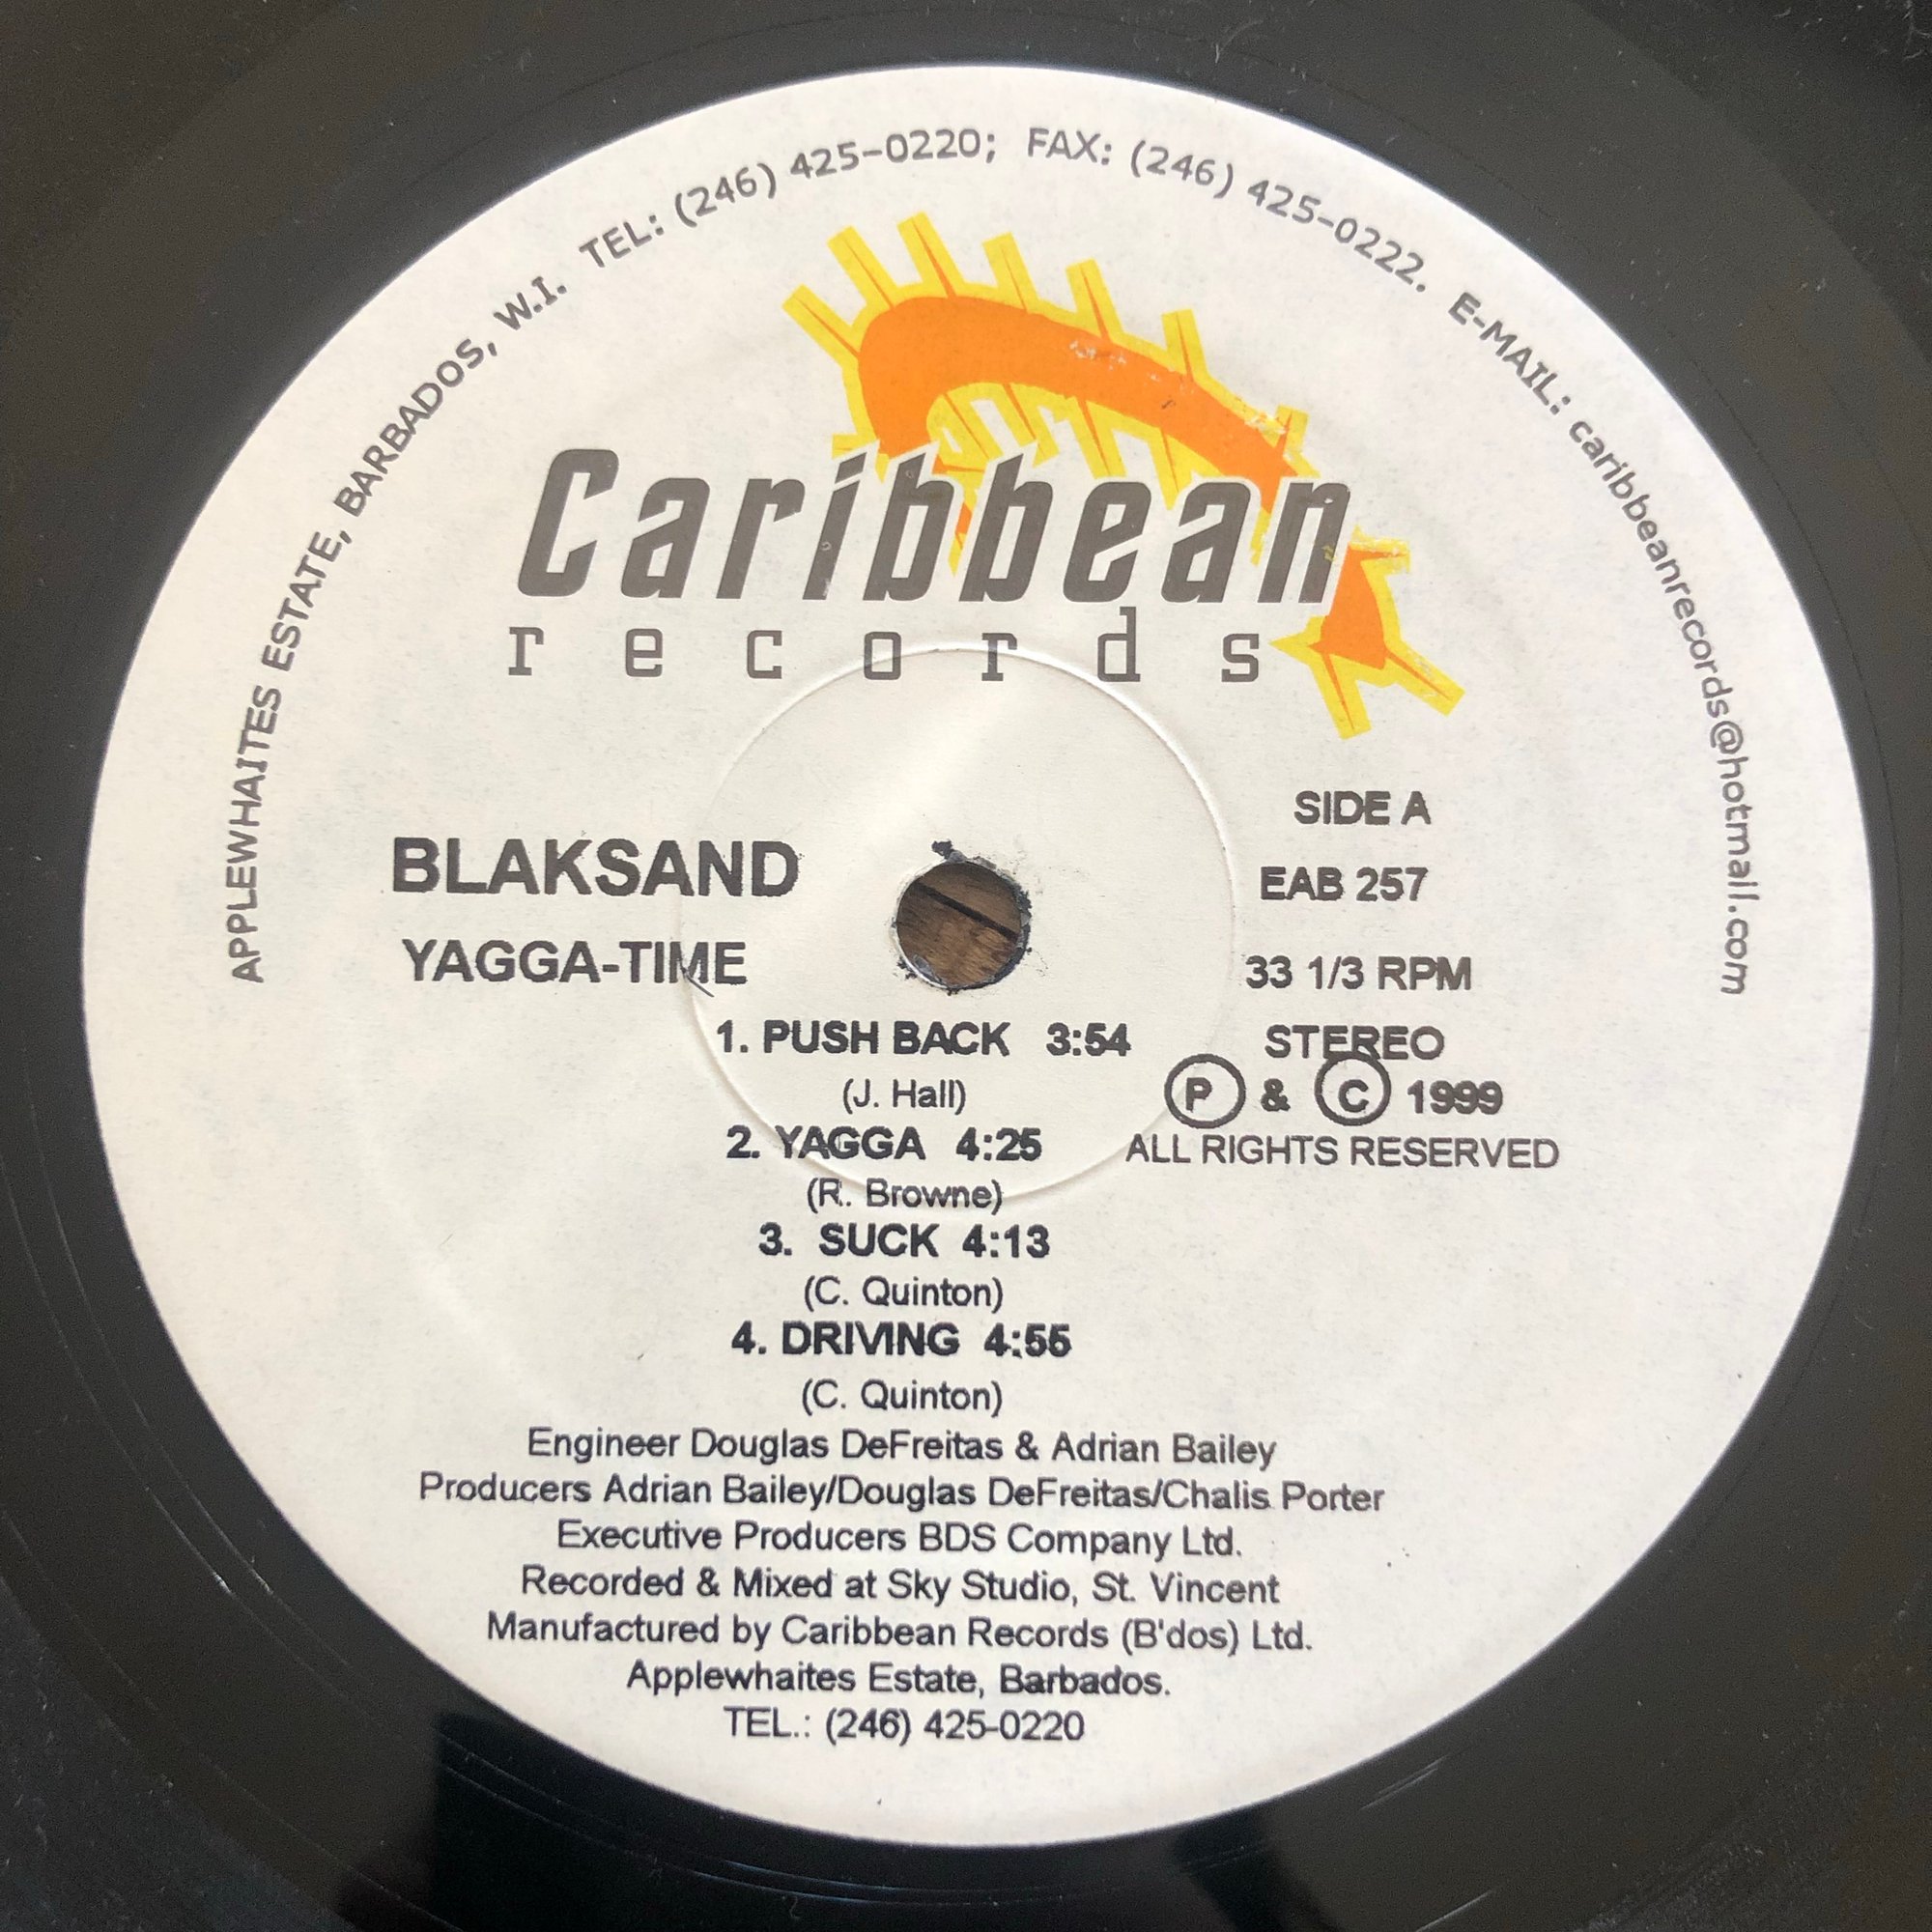 APPLEWHAITES ESTATE, BARBADOS, W.I. TEL: (246) 425-0220; FAX: (246) 425-0222. E-MAIL: caribbeanrecords@hotmail.com
Caribbean
records
SIDE A
BLAKSAND
EAB 257
YAGGA-TIME
33 1/3 RPM
1. PUSH BACK 3:54
STEREO
(J. Hall)
Ⓟ & © 1999
2. YAGGA 4:25
ALL RIGHTS RESERVED
(R. Browne)
3. SUCK 4:13
(C. Quinton)
4. DRIVING 4:55
(C. Quinton)
Engineer Douglas DeFreitas & Adrian Bailey
Producers Adrian Bailey/Douglas DeFreitas/Chalis Porter
Executive Producers BDS Company Ltd.
Recorded & Mixed at Sky Studio, St. Vincent
Manufactured by Caribbean Records (B'dos) Ltd.
Applewhaites Estate, Barbados.
TEL.: (246) 425-0220